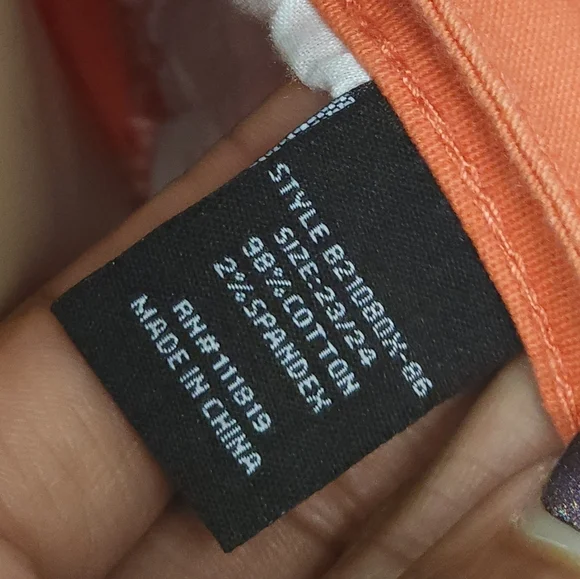 STYLE B21080X-86
SIZE:23/24
98%COTTON
2%SPANDEX
RN#111819
MADE IN CHINA